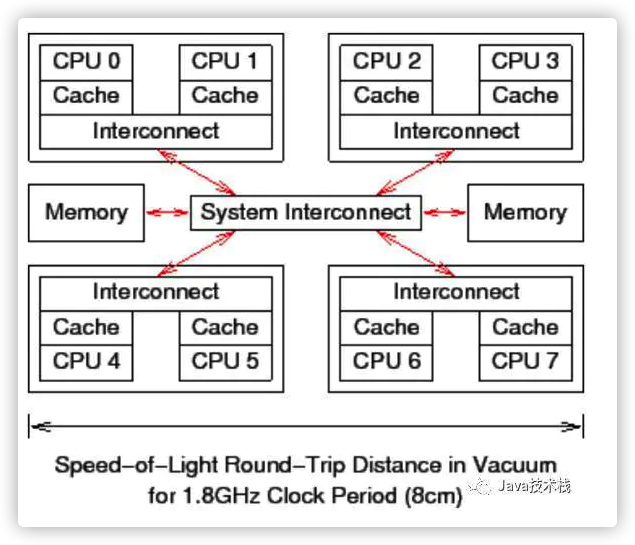 CPU 0 CPU 1 CPU 2 CPU 3
Cache Cache Cache Cache
Interconnect Interconnect
Memory System Interconnect Memory
Interconnect Interconnect
Cache Cache Cache Cache
CPU 4 CPU 5 CPU 6 CPU 7
Speed-of-Light Round-Trip Distance in Vacuum
for 1.8GHz Clock Period (8cm)
Java技术栈